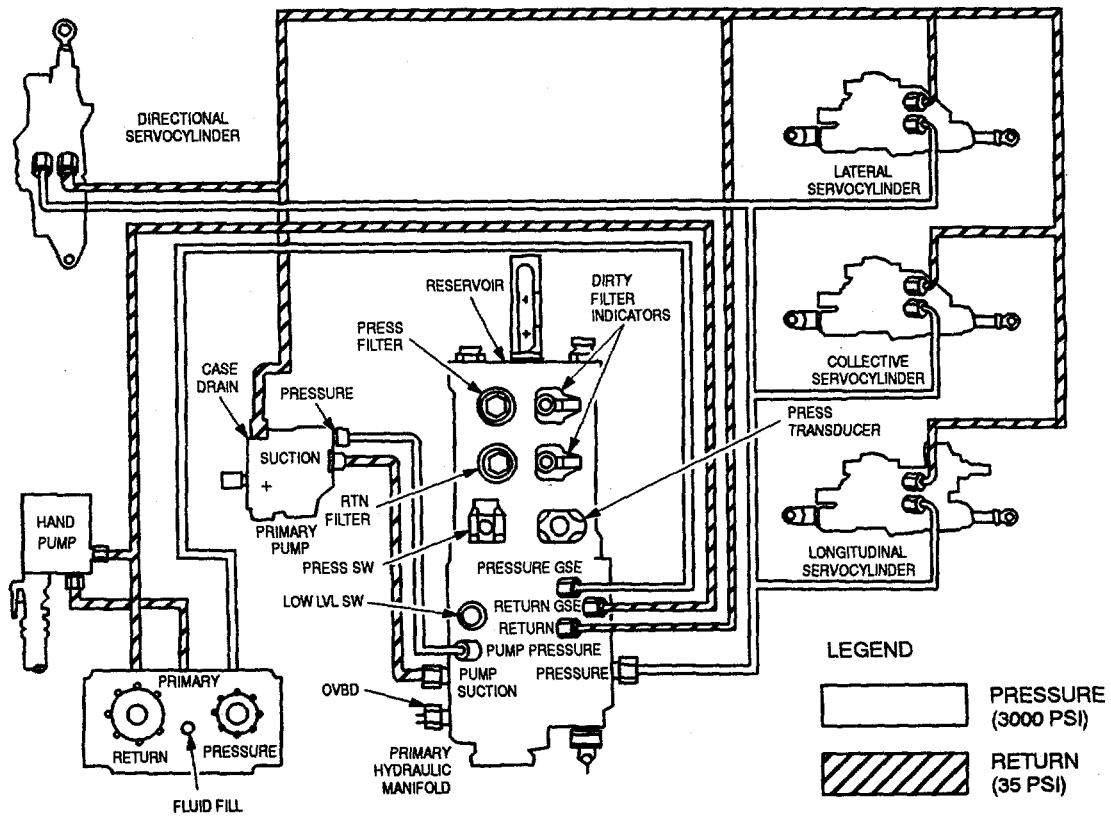 DIRECTIONAL
SERVOCYLINDER
LATERAL
SERVOCYLINDER
RESERVOIR
DIRTY
FILTER
INDICATORS
PRESS
FILTER
CASE
DRAIN
PRESSURE
COLLECTIVE
SERVOCYLINDER
PRESS
TRANSDUCER
SUCTION
+
-
+
RTN
FILTER
PRIMARY
PUMP
HAND
PUMP
PRESS SW
PRESSURE GSE
LONGITUDINAL
SERVOCYLINDER
LOW LVL SW
RETURN GSE
RETURN
PUMP PRESSURE
PUMP
SUCTION
PRESSURE
OVBD
PRIMARY
HYDRAULIC
MANIFOLD
PRIMARY
RETURN
PRESSURE
FLUID FILL
LEGEND
PRESSURE
(3000 PSI)
RETURN
(35 PSI)